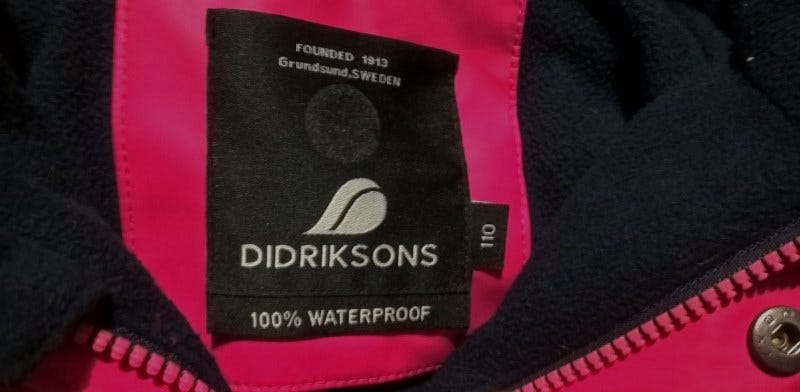 FOUNDED 1913
Grundsund,SWEDEN
DIDRIKSONS
110
100% WATERPROOF